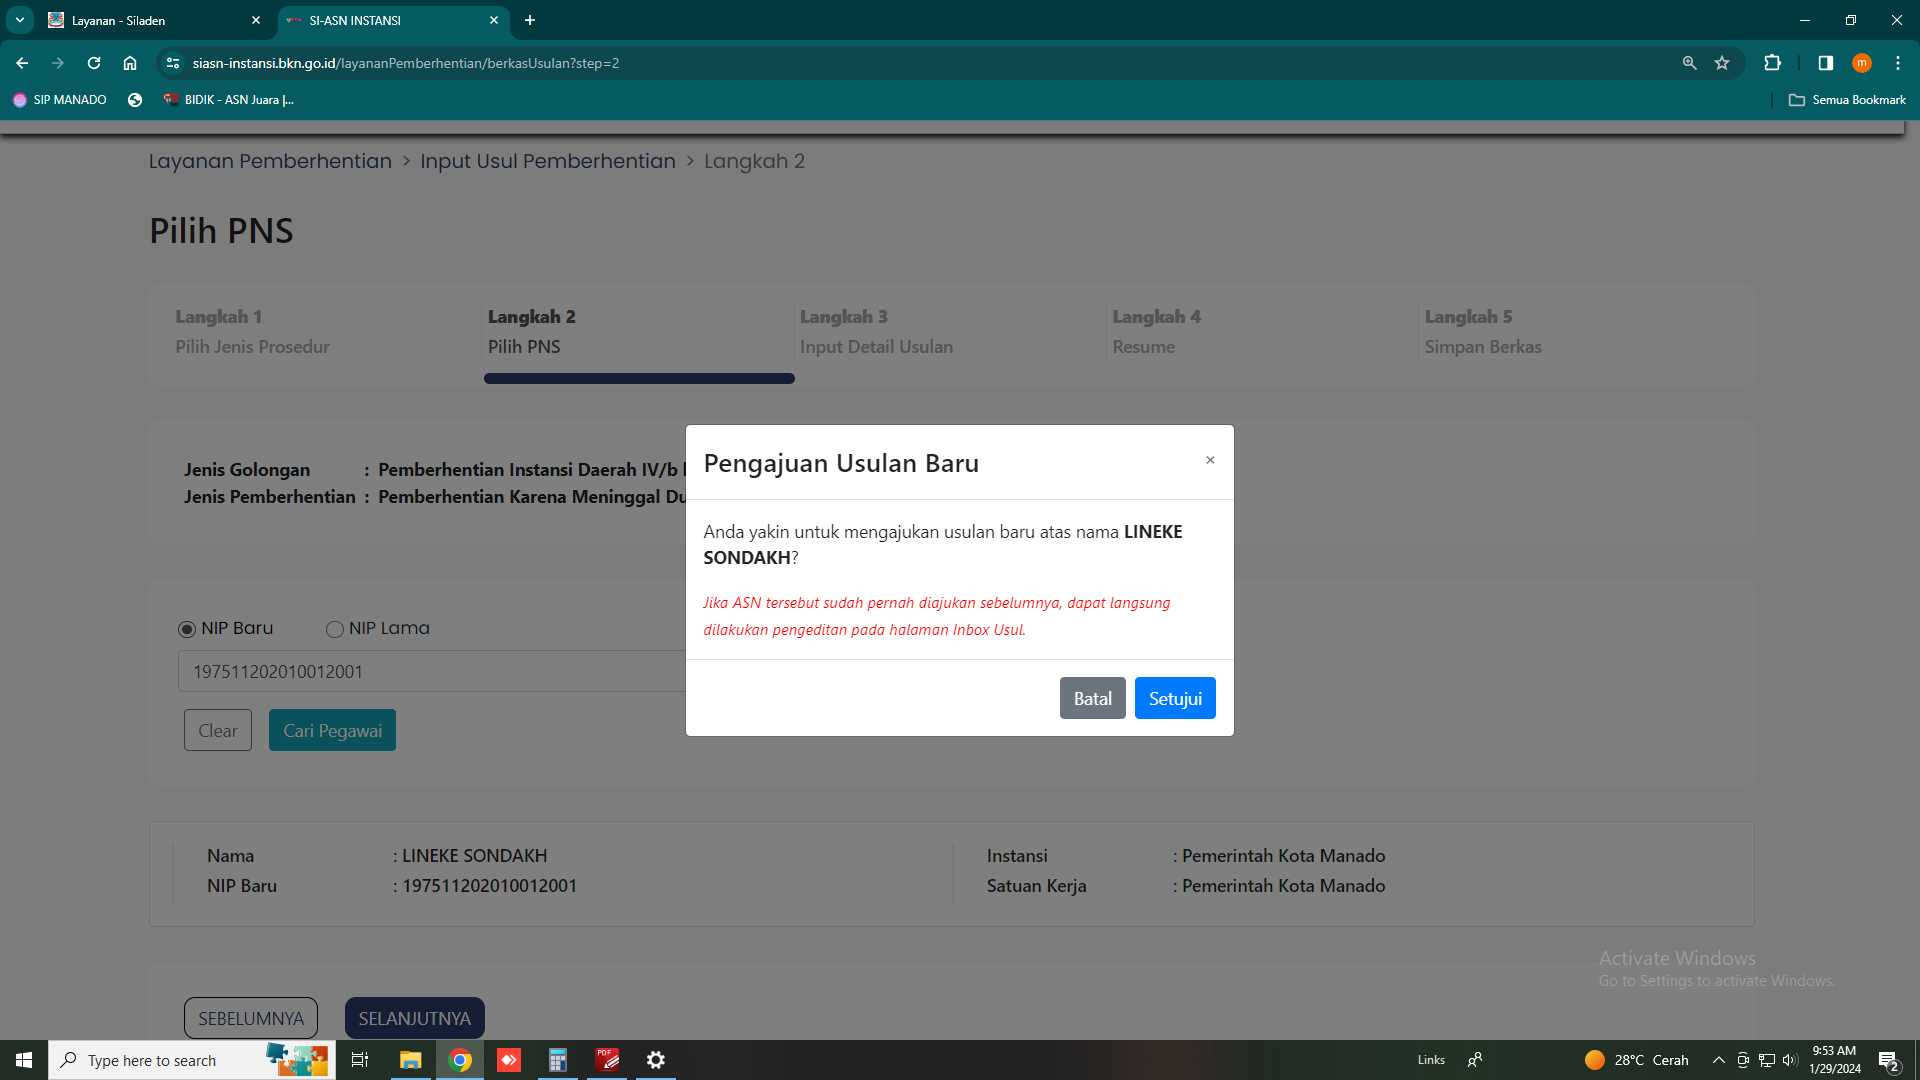 Layanan - Siladen
SI-ASN INSTANSI
siasn-instansi.bkn.go.id/layananPemberhentian/berkasUsulan?step=2
m
SIP MANADO
BIDIK - ASN Juara |...
Semua Bookmark
Layanan Pemberhentian > Input Usul Pemberhentian > Langkah 2
Pilih PNS
Langkah 1
Pilih Jenis Prosedur
Langkah 2
Pilih PNS
Langkah 3
Input Detail Usulan
Langkah 4
Resume
Langkah 5
Simpan Berkas
Jenis Golongan : Pemberhentian Instansi Daerah IV/b
Jenis Pemberhentian : Pemberhentian Karena Meninggal
Pengajuan Usulan Baru
×
Anda yakin untuk mengajukan usulan baru atas nama LINEKE
SONDAKH?
Jika ASN tersebut sudah pernah diajukan sebelumnya, dapat langsung
dilakukan pengeditan pada halaman Inbox Usul.
Batal
Setujui
NIP Baru
NIP Lama
197511202010012001
Clear
Cari Pegawai
Nama : LINEKE SONDAKH
NIP Baru : 197511202010012001
Instansi : Pemerintah Kota Manado
Satuan Kerja : Pemerintah Kota Manado
Activate Windows
Go to Settings to activate Windows.
SEBELUMNYA
SELANJUTNYA
Type here to search
PDF
Links
28°C Cerah
9:53 AM
1/29/2024
2